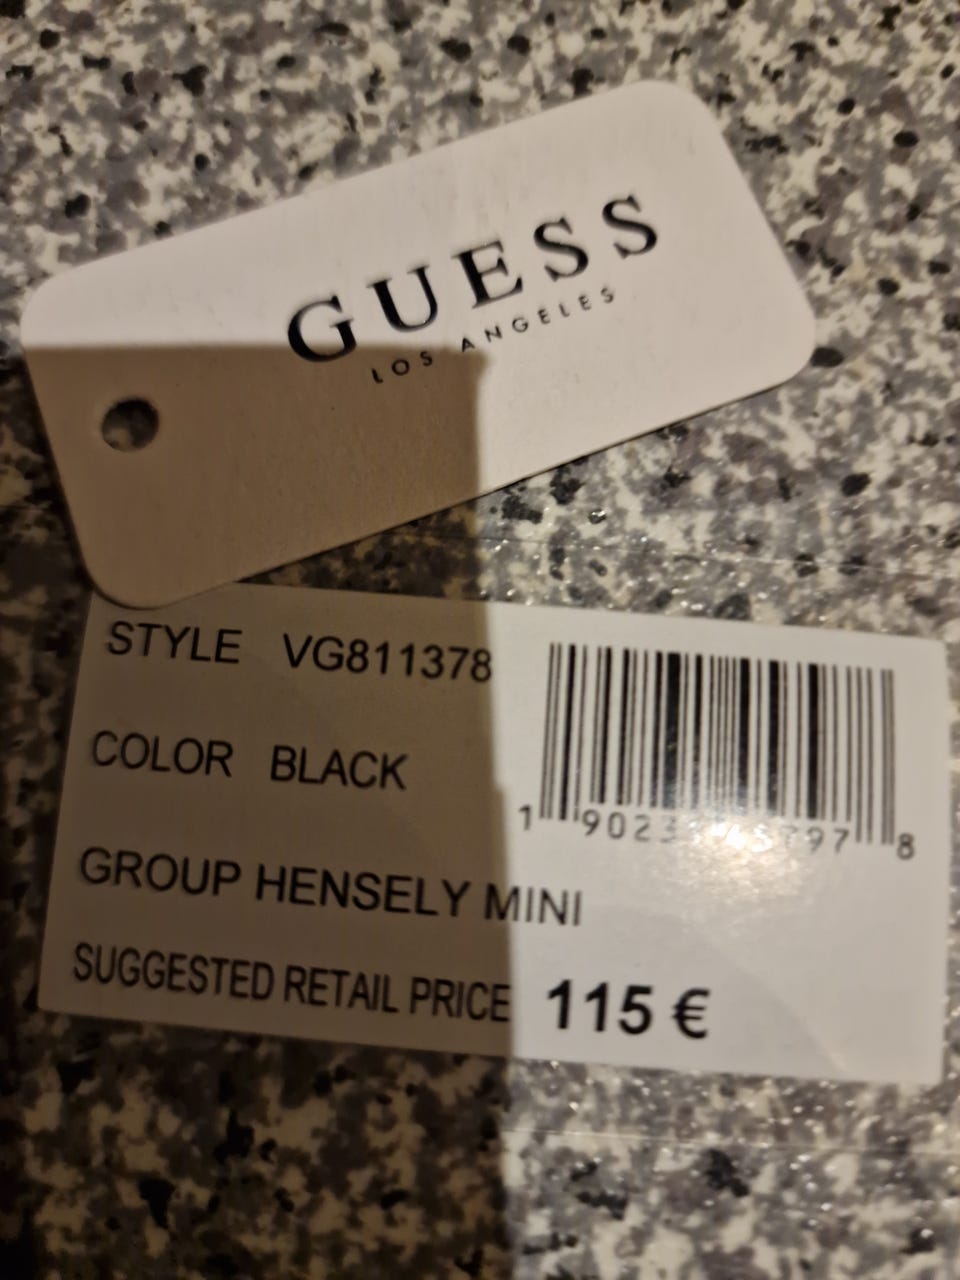 GUESS
LOS ANGELES
STYLE VG811378
COLOR BLACK
GROUP HENSELY MINI
SUGGESTED RETAIL PRICE 115 €